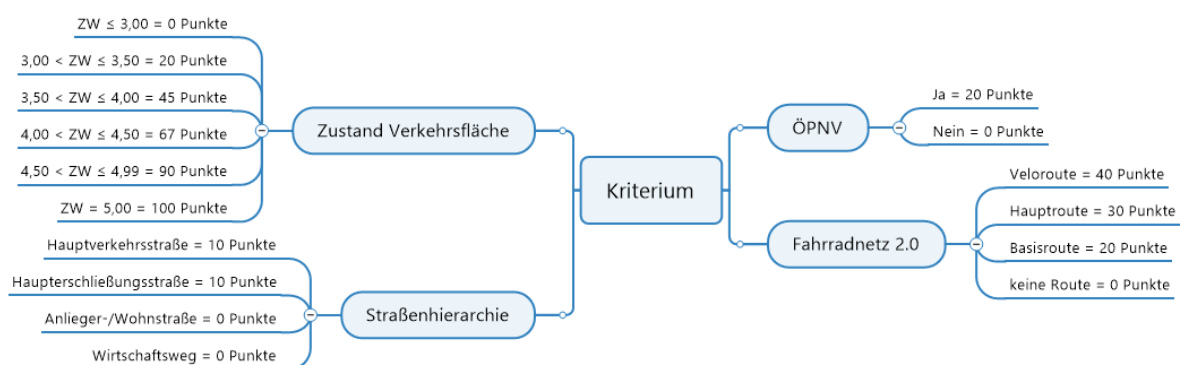 ZW ≤ 3,00 = 0 Punkte
3,00 < ZW ≤ 3,50 = 20 Punkte
3,50 < ZW ≤ 4,00 = 45 Punkte
4,00 < ZW ≤ 4,50 = 67 Punkte
4,50 < ZW ≤ 4,99 = 90 Punkte
ZW = 5,00 = 100 Punkte
Zustand Verkehrsfläche
Hauptverkehrsstraße = 10 Punkte
Haupterschließungsstraße = 10 Punkte
Anlieger-/Wohnstraße = 0 Punkte
Wirtschaftsweg = 0 Punkte
Straßenhierarchie
Kriterium
ÖPNV
Ja = 20 Punkte
Nein = 0 Punkte
Fahrradnetz 2.0
Veloroute = 40 Punkte
Hauptroute = 30 Punkte
Basisroute = 20 Punkte
keine Route = 0 Punkte